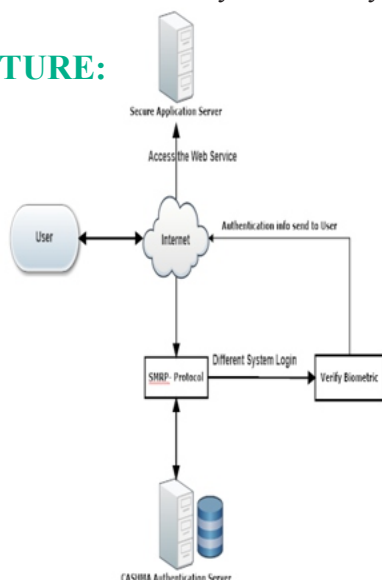 TURE:
Secure Application Server
Access the Web Service
User
Internet
Authentication info send to User
SMRP- Protocol
Different System Login
Verify Biometric
CASHMA Authentication Server